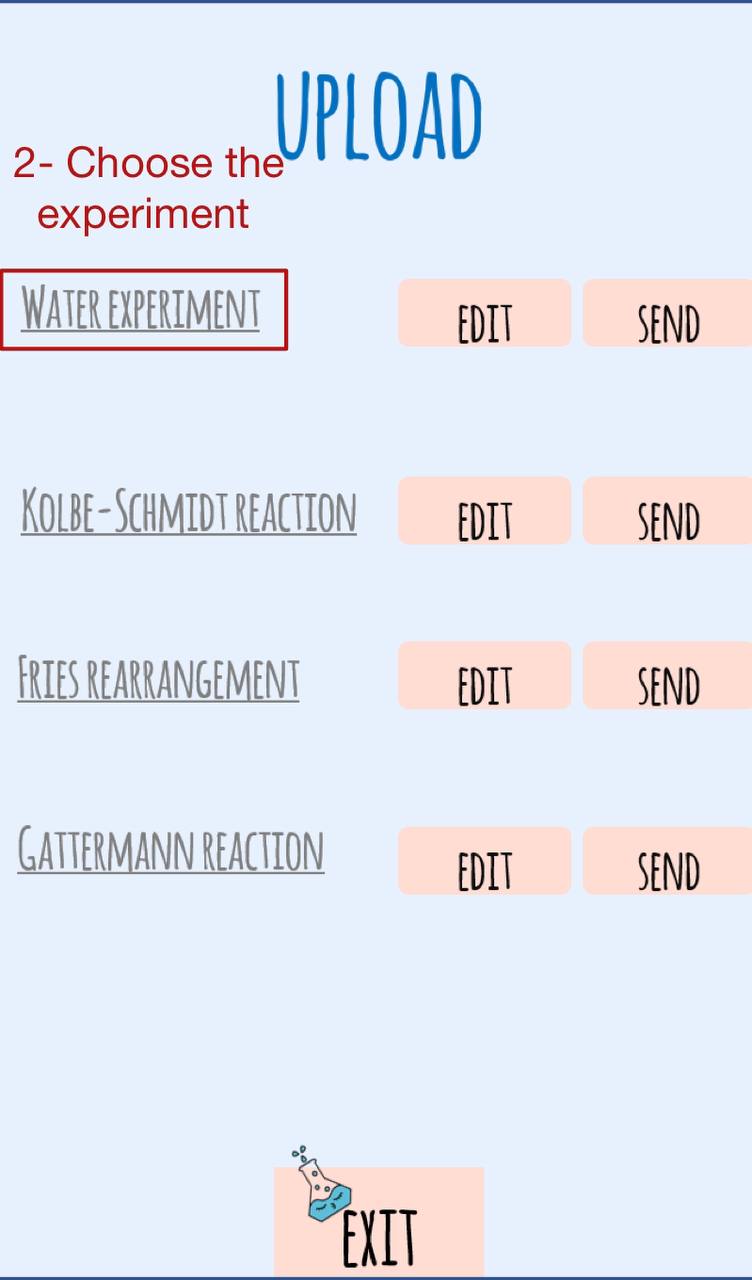 UPLOAD
2- Choose the
experiment
WATER EXPERIMENT
EDIT
SEND
KOLBE-SCHMIDT REACTION
EDIT
SEND
FRIES REARRANGEMENT
EDIT
SEND
GATTERMANN REACTION
EDIT
SEND
EXIT